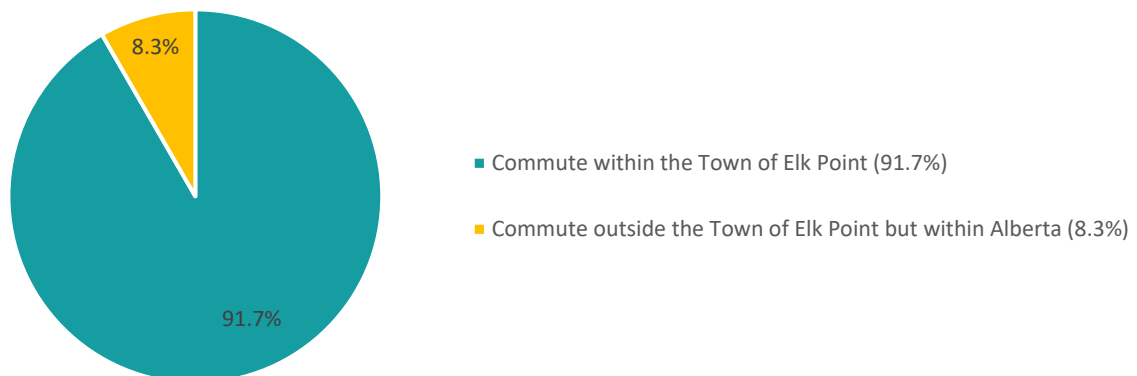 8.3%
Commute within the Town of Elk Point (91.7%)
Commute outside the Town of Elk Point but within Alberta (8.3%)
91.7%